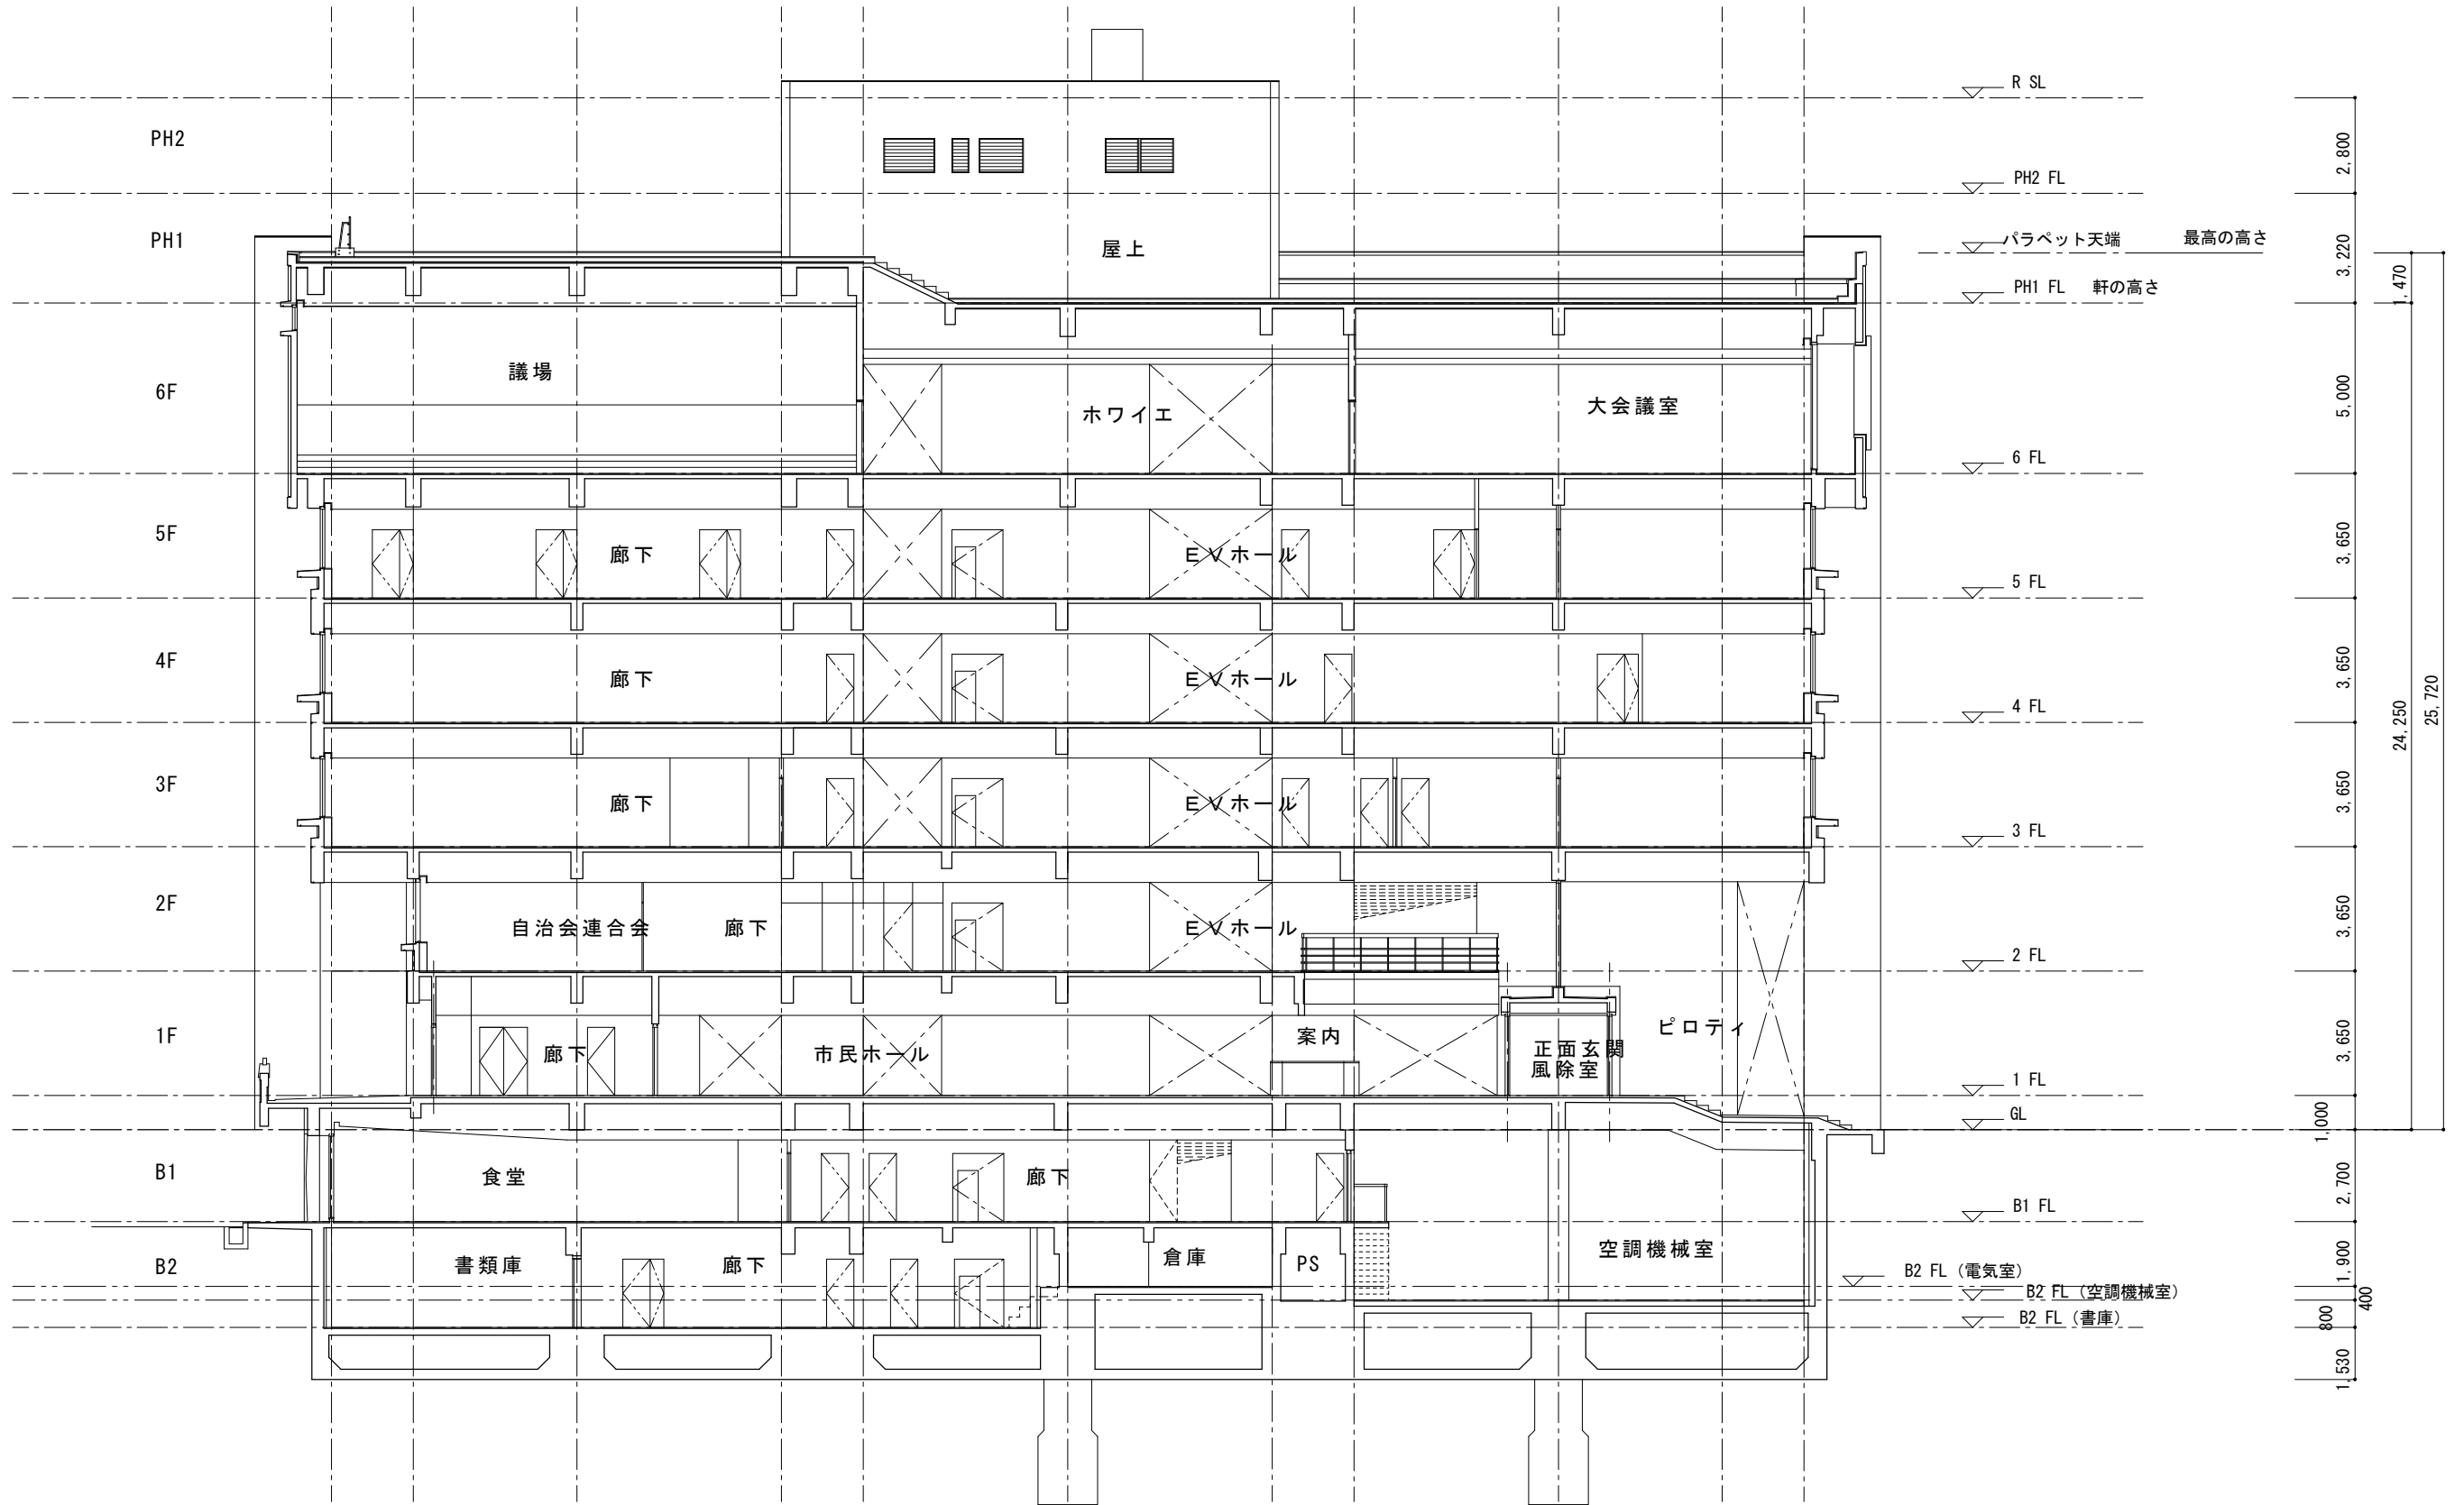 R SL
PH2
2,800
PH2 FL
PH1
屋上
パラペット天端
最高の高さ
3,220
1,470
PH1 FL 軒の高さ
6F
議場
ホワイエ
大会議室
5,000
6 FL
5F
廊下
EVホール
3,650
5 FL
4F
廊下
EVホール
3,650
4 FL
24,250
25,720
3F
廊下
EVホール
3,650
3 FL
2F
自治会連合会
廊下
EVホール
3,650
2 FL
1F
廊下
市民ホール
案内
正面玄関
風除室
ピロティ
3,650
1 FL
GL
1,000
B1
食堂
廊下
2,700
B1 FL
B2
書類庫
廊下
倉庫
PS
空調機械室
1,900
B2 FL（電気室）
B2 FL（空調機械室）
400
B2 FL（書庫）
800
1,530